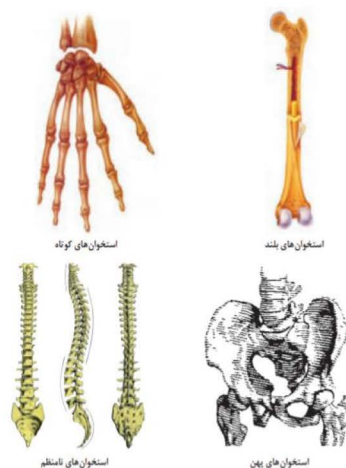 استخوان‌های بلند
استخوان‌های کوتاه
استخوان‌های پهن
استخوان‌های نامنظم